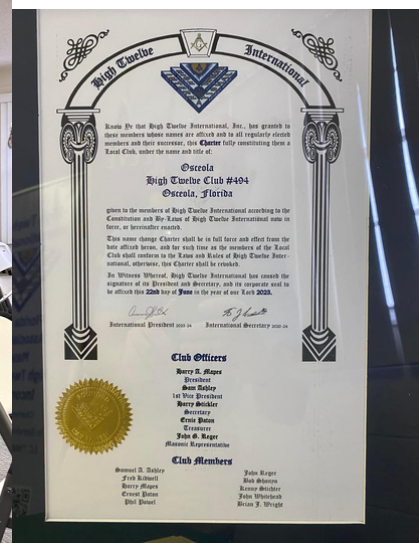 High Twelve International
Know Ye that High Twelve International, Inc., has granted to
those members whose names are affixed and to all regularly elected
members and their successor, this Charter fully constituting them a
Local Club, under the name and title of:
Osceola
High Twelve Club #494
Osceola, Florida
given to the members of High Twelve International according to the
Constitution and By-Laws of High Twelve International now in
force, or hereinafter enacted.
This name change Charter shall be in full force and effect from the
date affixed hereon, and for such time as the members of the Local
Club shall conform to the Laws and Rules of High Twelve Inter-
national, otherwise, this Charter shall be revoked.
In Witness Whereof, High Twelve International has caused the
signature of its President and Secretary, and its corporate seal to
be affixed this 22nd day of June in the year of our Lord 2023.
International President 2023-24 International Secretary 2023-24
Club Officers
Harry A. Mapes
President
Sam Ashley
1st Vice President
Harry Stickler
Secretary
Ernie Paton
Treasurer
John G. Reger
Masonic Representative
Club Members
Samuel A. Ashley
Fred Kidwell
Harry Mapes
Ernest Paton
Phil Powel
John Reger
Bud
Kenny Stickler
John Whitehead
Brian J. Wright